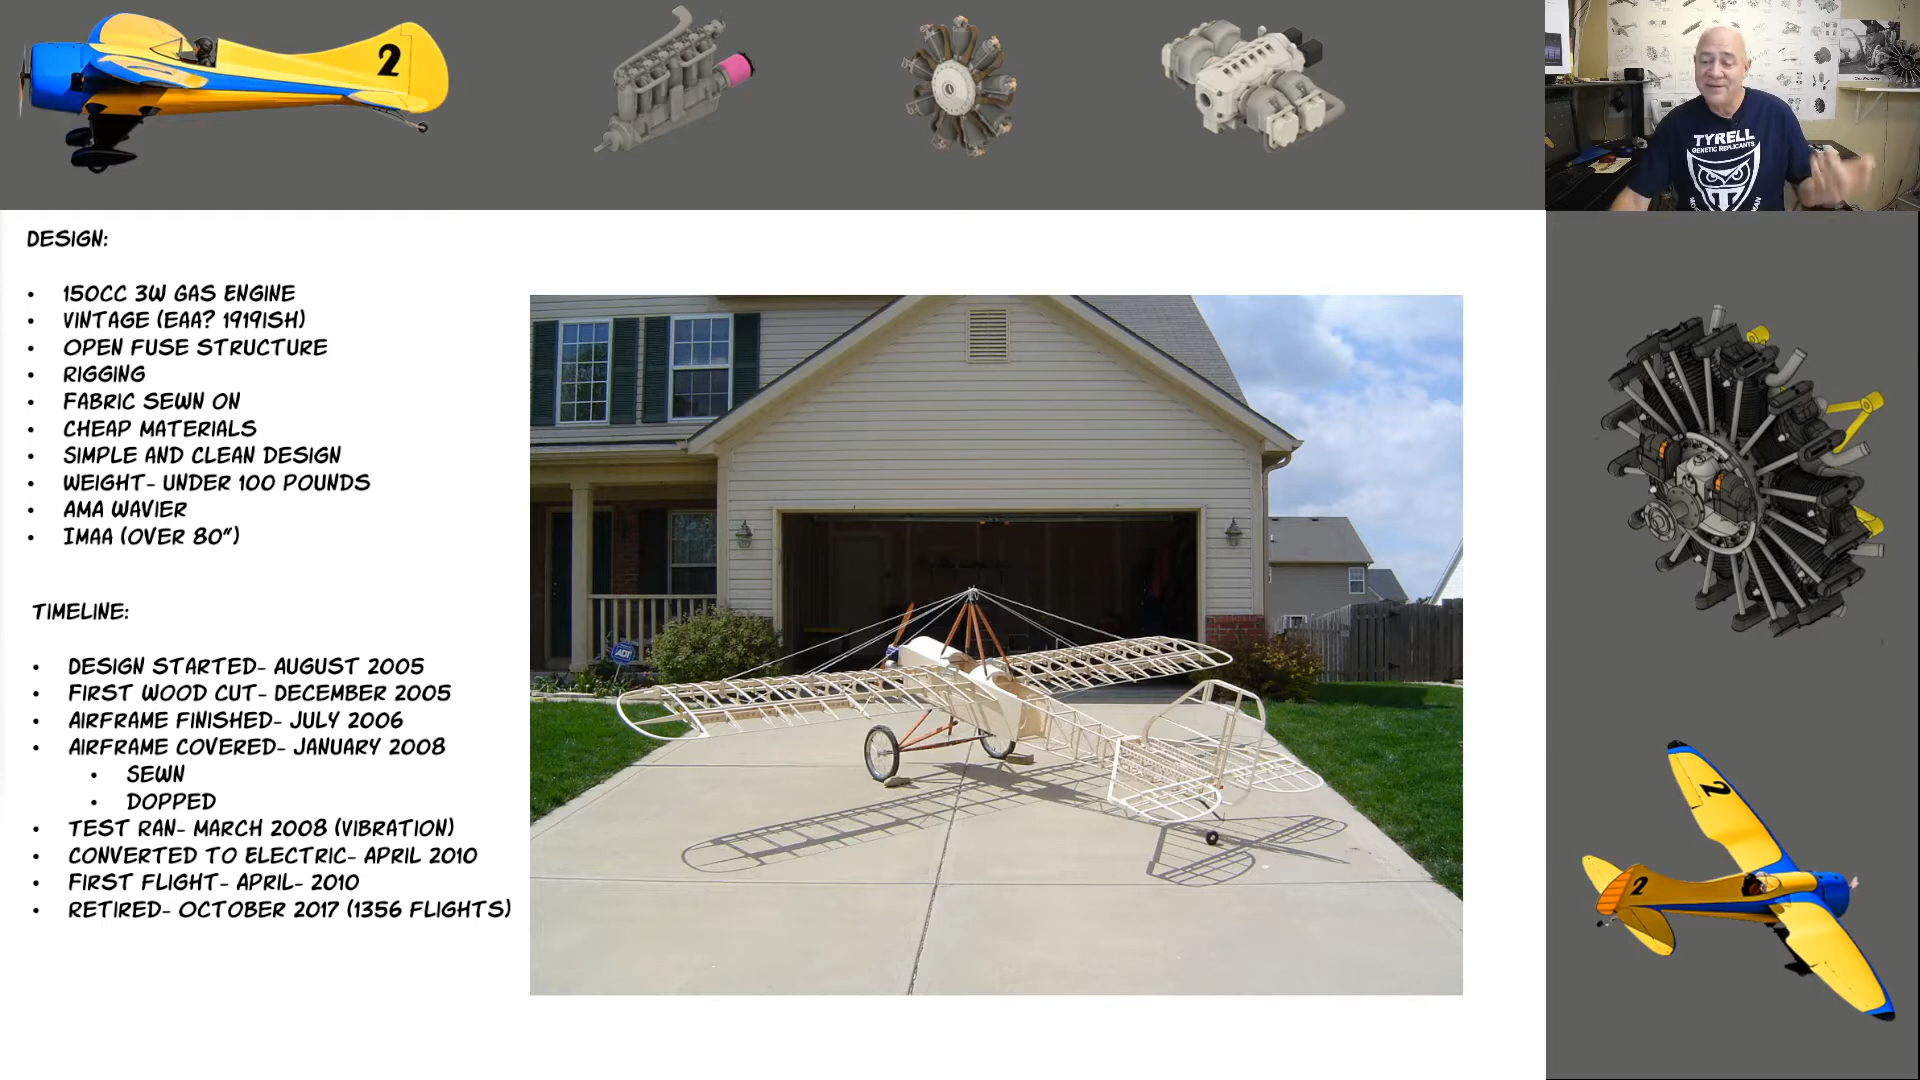 2
TYRELL
GENETIC REPLICANTS
DESIGN:
• 150CC 3W GAS ENGINE
• VINTAGE (EAA? 1919ISH)
• OPEN FUSE STRUCTURE
• RIGGING
• FABRIC SEWN ON
• CHEAP MATERIALS
• SIMPLE AND CLEAN DESIGN
• WEIGHT- UNDER 100 POUNDS
• AMA WAVIER
• IMAA (OVER 80")
TIMELINE:
• DESIGN STARTED- AUGUST 2005
• FIRST WOOD CUT- DECEMBER 2005
• AIRFRAME FINISHED- JULY 2006
• AIRFRAME COVERED- JANUARY 2008
• SEWN
• DOPPED
• TEST RAN- MARCH 2008 (VIBRATION)
• CONVERTED TO ELECTRIC- APRIL 2010
• FIRST FLIGHT- APRIL- 2010
• RETIRED- OCTOBER 2017 (1356 FLIGHTS)
ADT
2
2